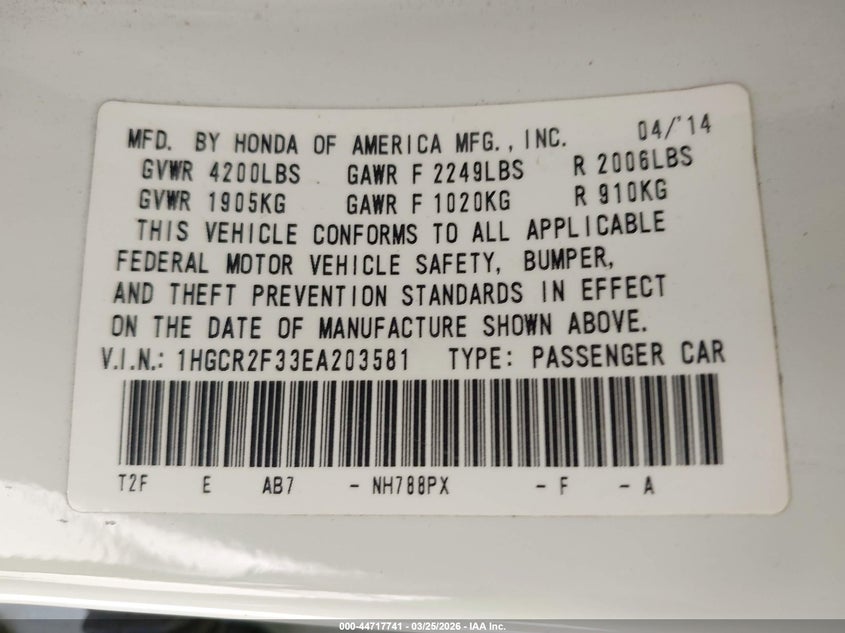 MFD. BY HONDA OF AMERICA MFG., INC. 04/'14
GVWR 4200LBS GAWR F 2249LBS R 2006LBS
GVWR 1905KG GAWR F 1020KG R 910KG
THIS VEHICLE CONFORMS TO ALL APPLICABLE
FEDERAL MOTOR VEHICLE SAFETY, BUMPER,
AND THEFT PREVENTION STANDARDS IN EFFECT
ON THE DATE OF MANUFACTURE SHOWN ABOVE.
V.I.N.: 1HGCR2F33EA203581 TYPE: PASSENGER CAR
T2F E AB7 - NH788PX - F - A
000-44717741 - 03/25/2026 - IAA Inc.